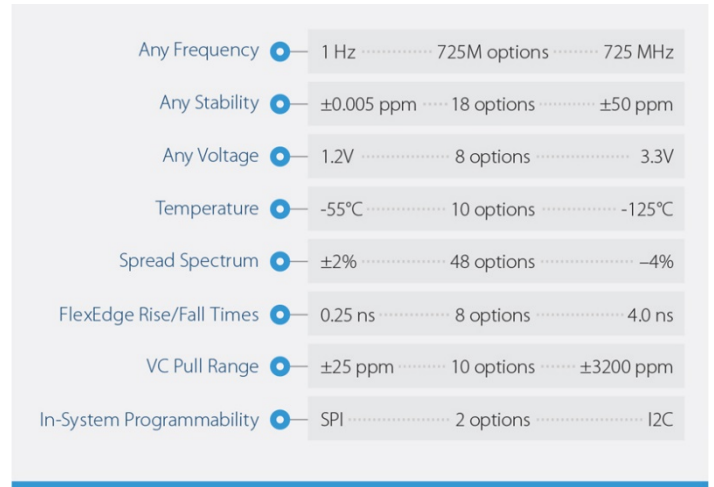 Any Frequency 1 Hz 725M options 725 MHz
Any Stability ±0.005 ppm 18 options ±50 ppm
Any Voltage 1.2V 8 options 3.3V
Temperature -55°C 10 options -125°C
Spread Spectrum ±2% 48 options –4%
FlexEdge Rise/Fall Times 0.25 ns 8 options 4.0 ns
VC Pull Range ±25 ppm 10 options ±3200 ppm
In-System Programmability SPI 2 options I2C